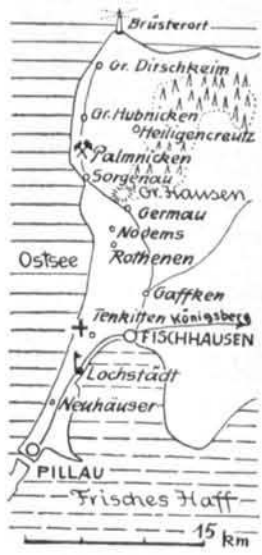 Brüsterort
Gr. Dirschkeim
Gr. Hubnicken
Heiligencreutz
Palmnicken
Sorgenau
Gr. Hausen
Germau
Nodems
Rothenen
Ostsee
Gaffken
Tenkitten Königsberg
FISCHHAUSEN
Lochstädt
Neuhäuser
PILLAU
Frisches Haff
15 km